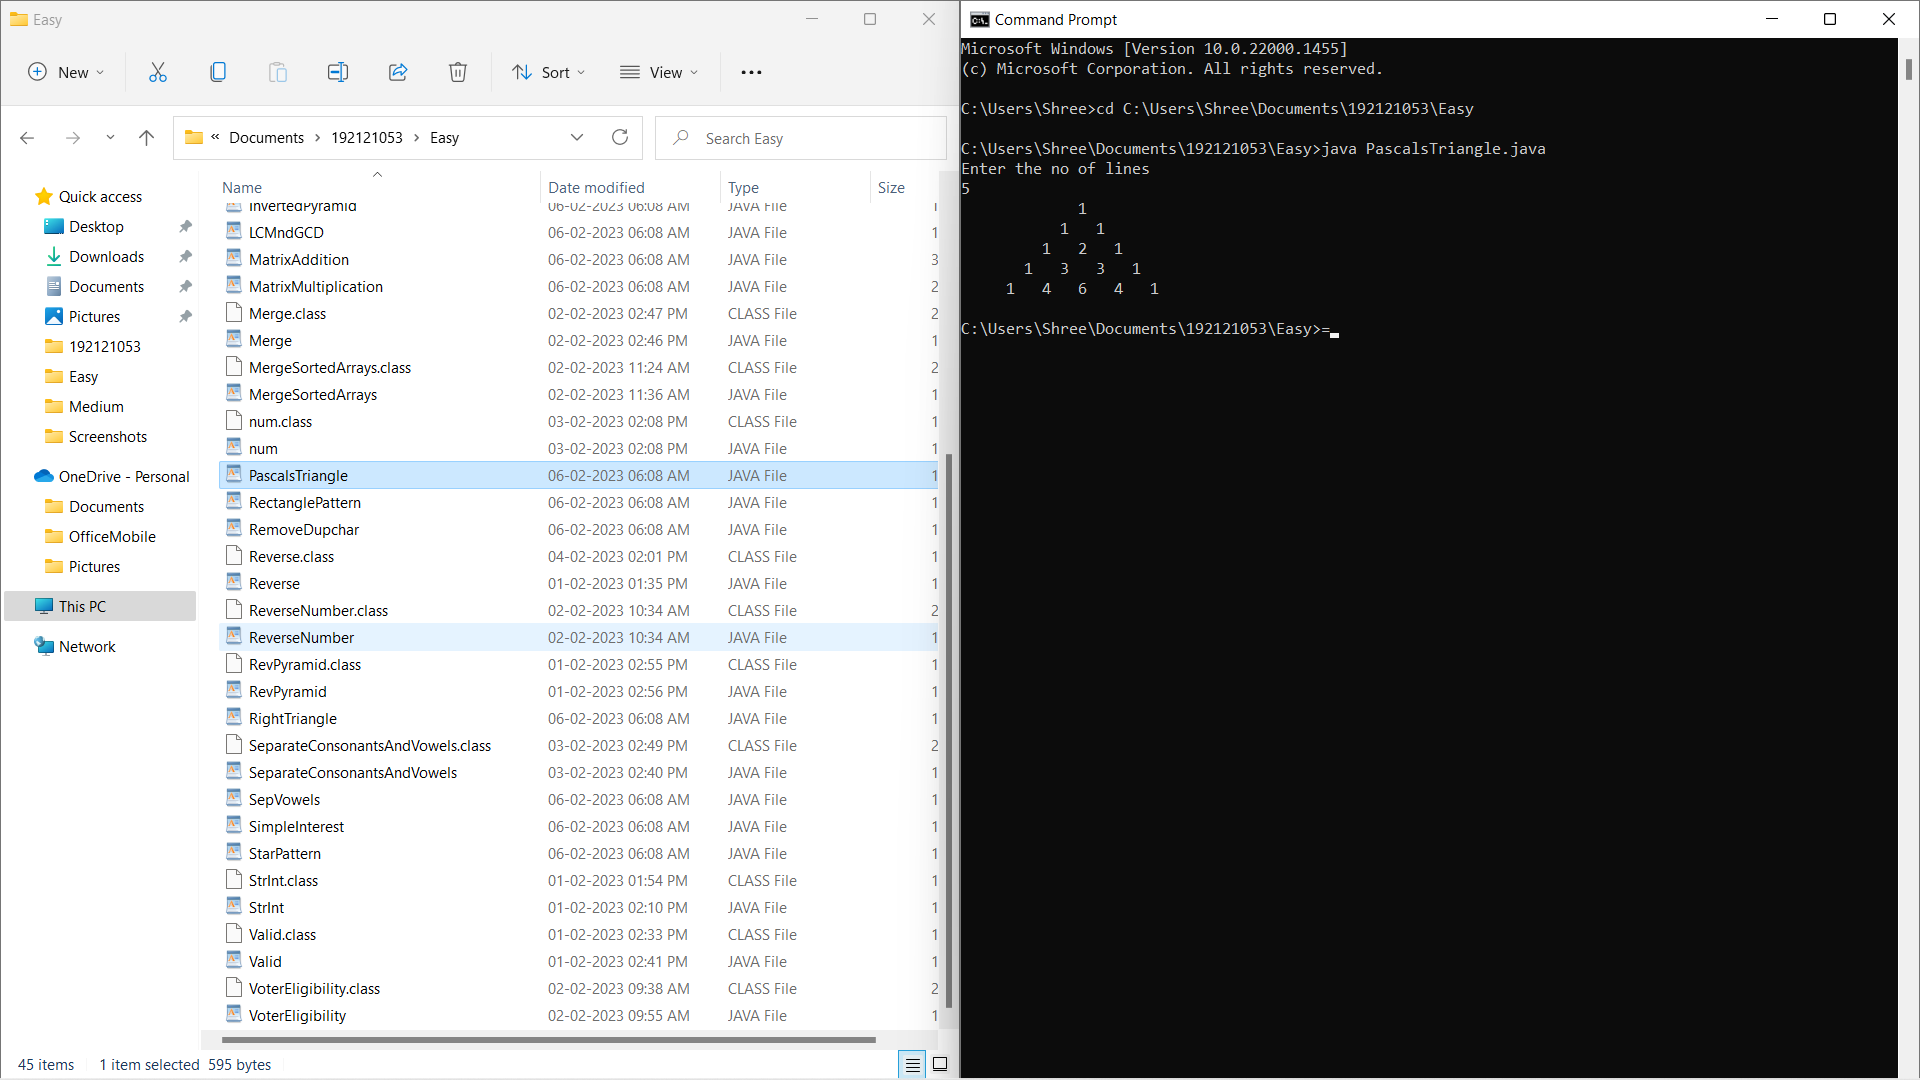 Easy
New
Sort
View
« Documents > 192121053 > Easy
Search Easy
Name Date modified Type Size
Quick access
Desktop
Downloads
Documents
Pictures
192121053
Easy
Medium
Screenshots
OneDrive - Personal
Documents
OfficeMobile
Pictures
This PC
Network
InvertedPyramid 06-02-2023 06:08 AM JAVA File 1
LCMndGCD 06-02-2023 06:08 AM JAVA File 1
MatrixAddition 06-02-2023 06:08 AM JAVA File 3
MatrixMultiplication 06-02-2023 06:08 AM JAVA File 2
Merge.class 02-02-2023 02:47 PM CLASS File 2
Merge 02-02-2023 02:46 PM JAVA File 1
MergeSortedArrays.class 02-02-2023 11:24 AM CLASS File 2
MergeSortedArrays 02-02-2023 11:36 AM JAVA File 1
num.class 03-02-2023 02:08 PM CLASS File 1
num 03-02-2023 02:08 PM JAVA File 1
PascalsTriangle 06-02-2023 06:08 AM JAVA File 1
RectanglePattern 06-02-2023 06:08 AM JAVA File 1
RemoveDupchar 06-02-2023 06:08 AM JAVA File 1
Reverse.class 04-02-2023 02:01 PM CLASS File 1
Reverse 01-02-2023 01:35 PM JAVA File 1
ReverseNumber.class 02-02-2023 10:34 AM CLASS File 2
ReverseNumber 02-02-2023 10:34 AM JAVA File 1
RevPyramid.class 01-02-2023 02:55 PM CLASS File 1
RevPyramid 01-02-2023 02:56 PM JAVA File 1
RightTriangle 06-02-2023 06:08 AM JAVA File 1
SeparateConsonantsAndVowels.class 03-02-2023 02:49 PM CLASS File 2
SeparateConsonantsAndVowels 03-02-2023 02:40 PM JAVA File 1
SepVowels 06-02-2023 06:08 AM JAVA File 1
SimpleInterest 06-02-2023 06:08 AM JAVA File 1
StarPattern 06-02-2023 06:08 AM JAVA File 1
StrInt.class 01-02-2023 01:54 PM CLASS File 1
StrInt 01-02-2023 02:10 PM JAVA File 1
Valid.class 01-02-2023 02:33 PM CLASS File 1
Valid 01-02-2023 02:41 PM JAVA File 1
VoterEligibility.class 02-02-2023 09:38 AM CLASS File 2
VoterEligibility 02-02-2023 09:55 AM JAVA File 1
45 items 1 item selected 595 bytes
Command Prompt
Microsoft Windows [Version 10.0.22000.1455]
(c) Microsoft Corporation. All rights reserved.
C:\Users\Shree>cd C:\Users\Shree\Documents\192121053\Easy
C:\Users\Shree\Documents\192121053\Easy>java PascalsTriangle.java
Enter the no of lines
5
1
1 1
1 2 1
1 3 3 1
1 4 6 4 1
C:\Users\Shree\Documents\192121053\Easy>=